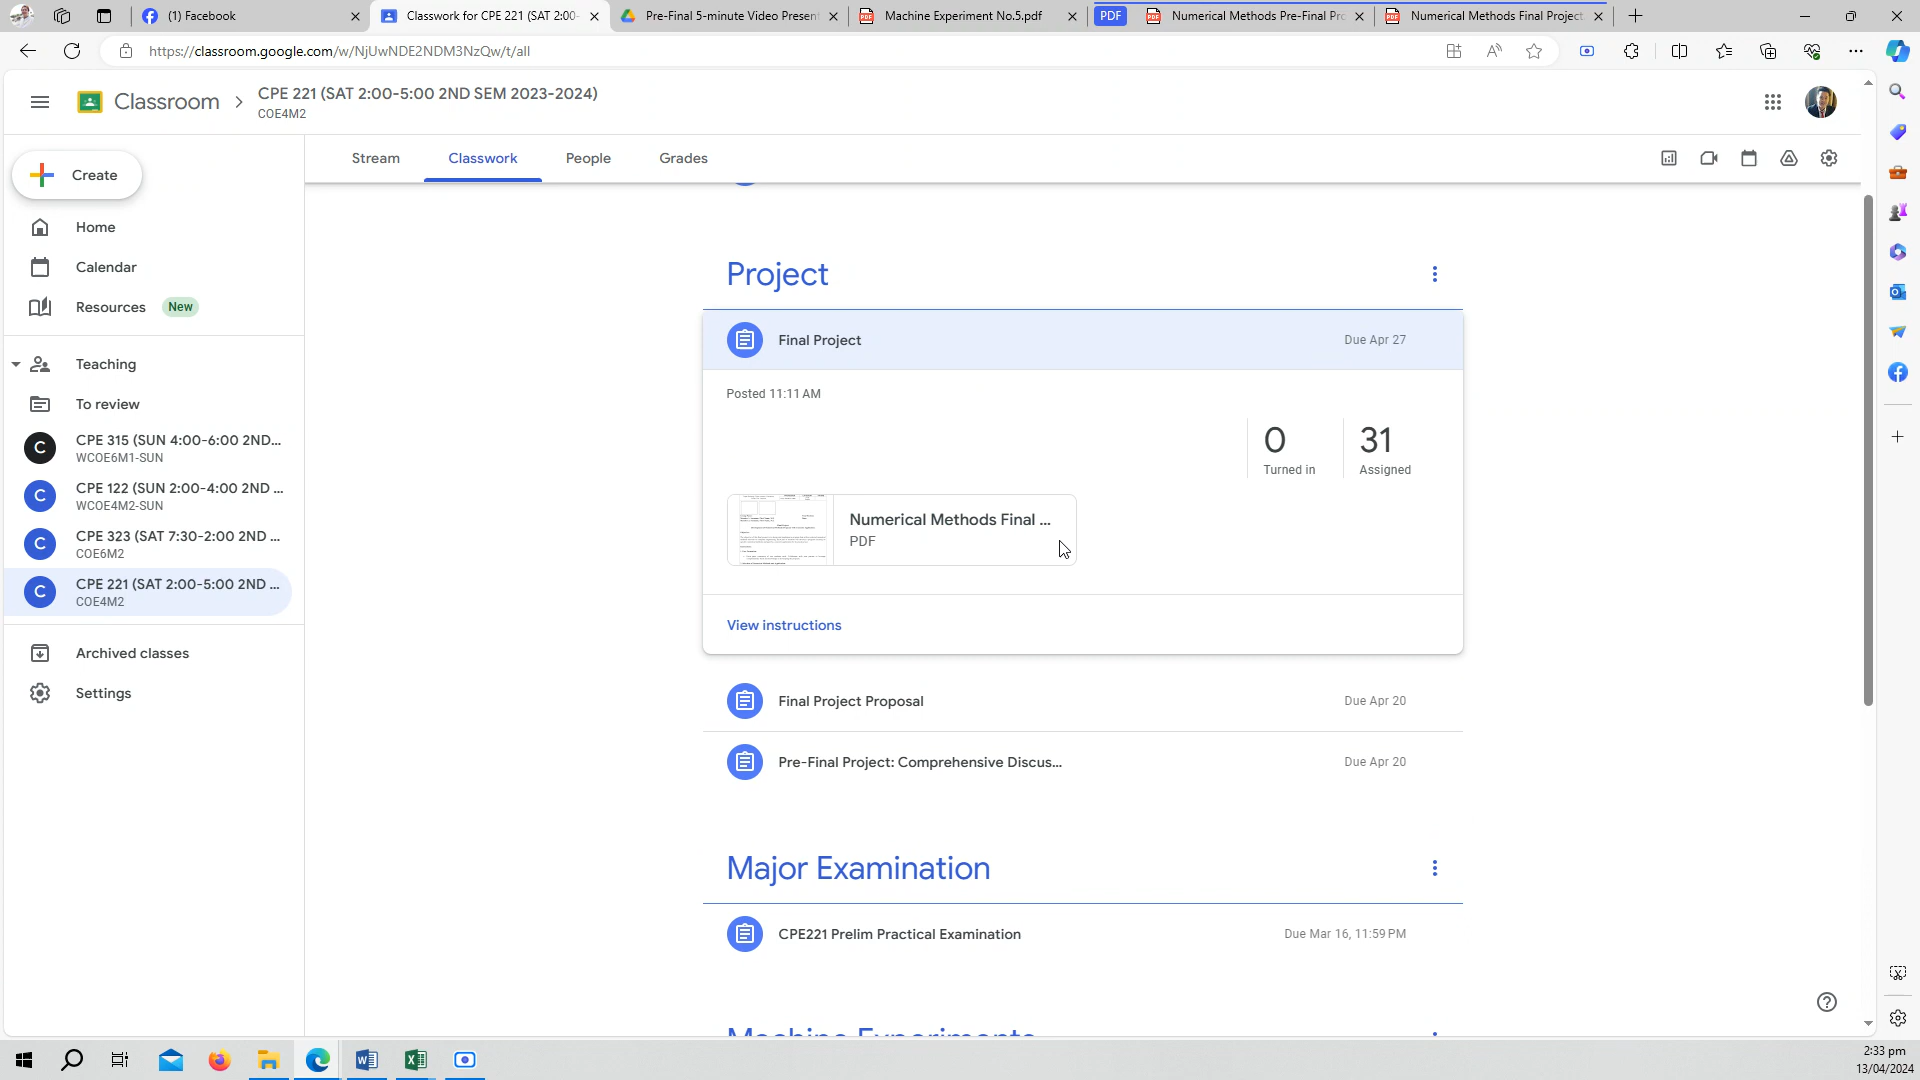 (1) Facebook
Classwork for CPE 221 (SAT 2:00-
Pre-Final 5-minute Video Present
Machine Experiment No.5.pdf
PDF
Numerical Methods Pre-Final Pro
Numerical Methods Final Project.
https://classroom.google.com/w/NjUwNDE2NDM3NzQw/t/all
Classroom
CPE 221 (SAT 2:00-5:00 2ND SEM 2023-2024)
COE4M2
Create
Stream
Classwork
People
Grades
Home
Calendar
Resources
New
Teaching
To review
C
CPE 315 (SUN 4:00-6:00 2ND...
WCOE6M1-SUN
C
CPE 122 (SUN 2:00-4:00 2ND ...
WCOE4M2-SUN
C
CPE 323 (SAT 7:30-2:00 2ND ...
COE6M2
C
CPE 221 (SAT 2:00-5:00 2ND ...
COE4M2
Archived classes
Settings
Project
Final Project
Due Apr 27
Posted 11:11 AM
0
Turned in
31
Assigned
Numerical Methods Final ...
PDF
View instructions
Final Project Proposal
Due Apr 20
Pre-Final Project: Comprehensive Discus...
Due Apr 20
Major Examination
CPE221 Prelim Practical Examination
Due Mar 16, 11:59 PM
Machine Experiments
2:33 pm
13/04/2024